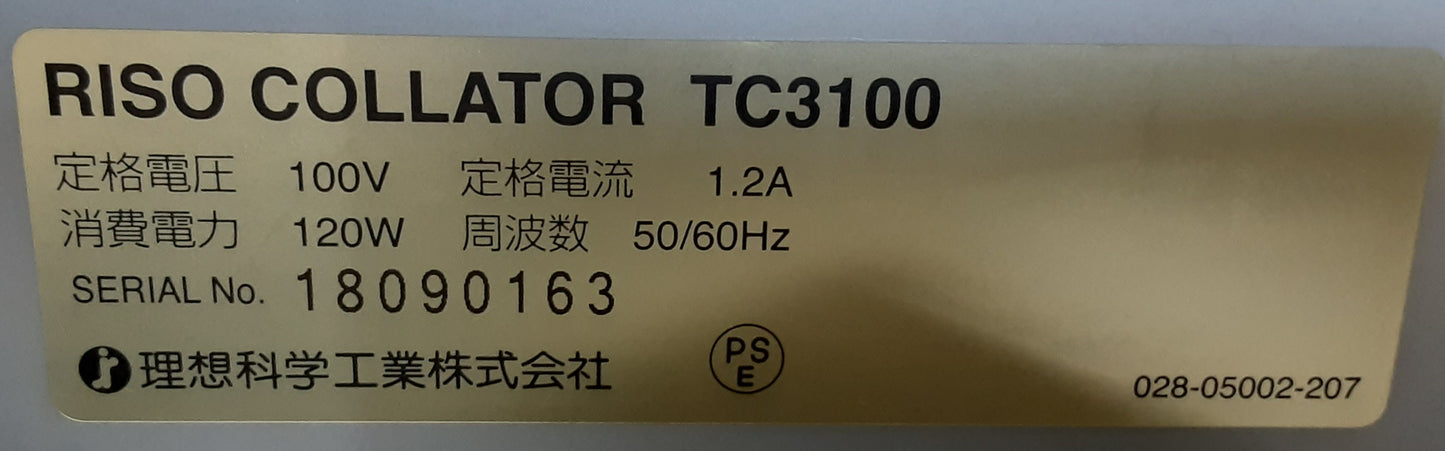 RISO COLLATOR TC3100
定格電圧 100V 定格電流 1.2A
消費電力 120W 周波数 50/60Hz
SERIAL No. 18090163
理想科学工業株式会社
PSE
028-05002-207